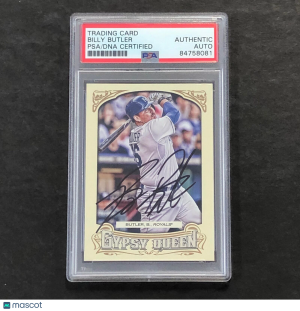 TRADING CARD
BILLY BUTLER
PSA/DNA CERTIFIED
AUTHENTIC
AUTO
84758081
PSA
BUTLER, B. ROYALS
GYPSY QUEEN
mascot